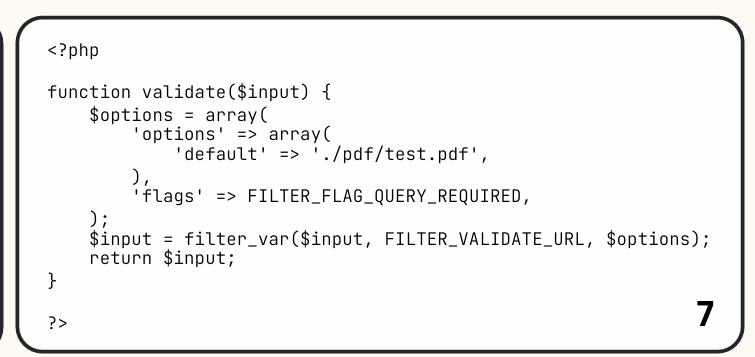 <?php

function validate($input) {
    $options = array(
        'options' => array(
            'default' => './pdf/test.pdf',
        ),
        'flags' => FILTER_FLAG_QUERY_REQUIRED,
    );
    $input = filter_var($input, FILTER_VALIDATE_URL, $options);
    return $input;
}

?>
7